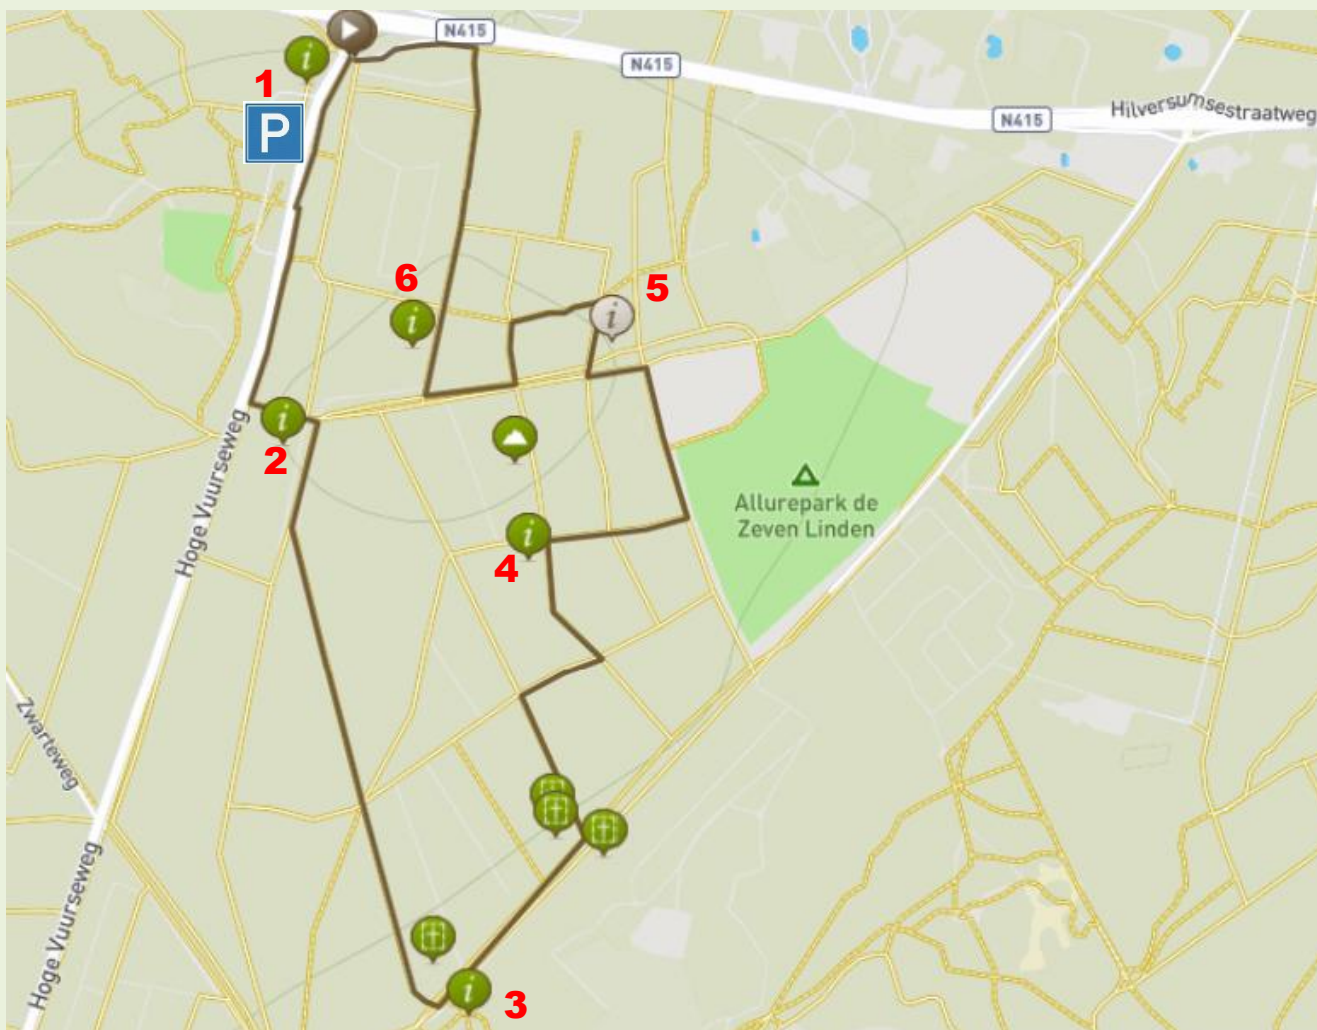 N415
N415
N415
Hilversumsestraatweg
1
P
6
5
2
Hoge Vuurseweg
Allurepark de
Zeven Linden
4
Zwarteweg
Hoge Vuurseweg
3
i
i
i
i
i
i